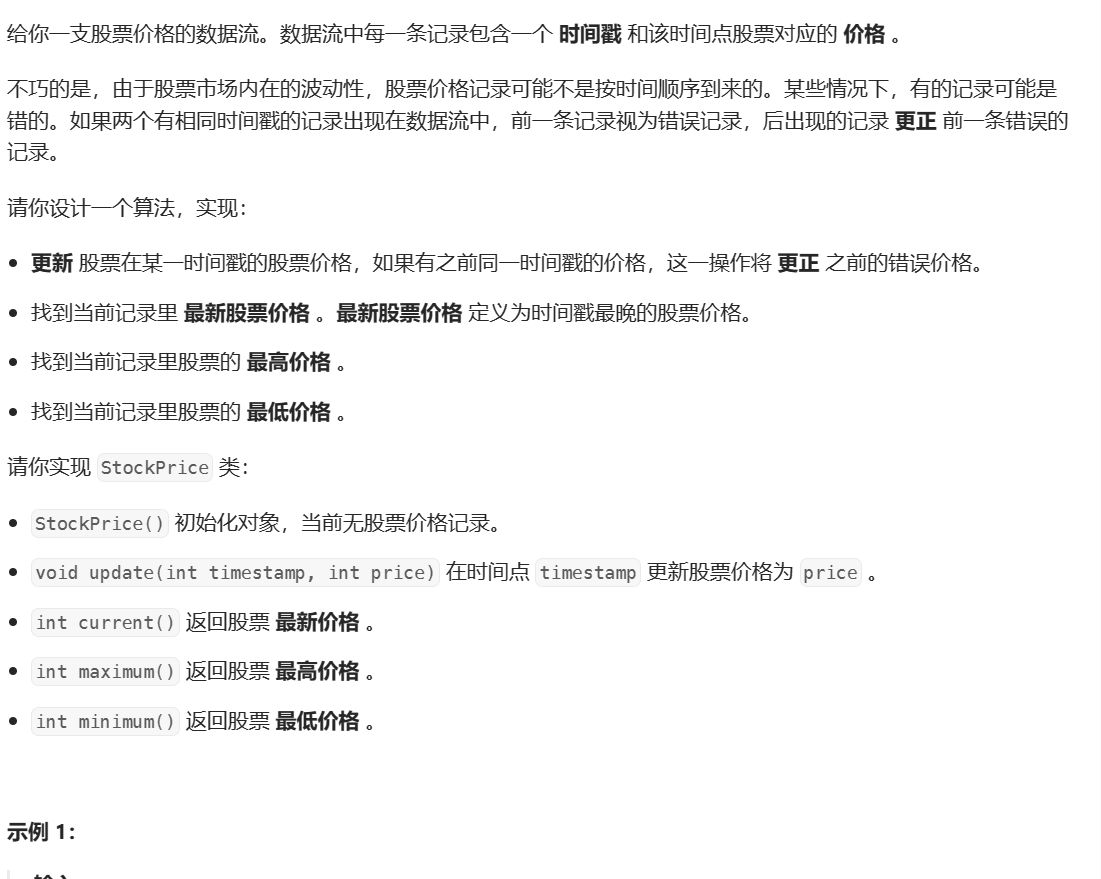 给你一支股票价格的数据流。数据流中每一条记录包含一个 时间戳 和该时间点股票对应的 价格 。
不巧的是，由于股票市场内在的波动性，股票价格记录可能不是按时间顺序到来的。某些情况下，有的记录可能是
错的。如果两个有相同时间戳的记录出现在数据流中，前一条记录视为错误记录，后出现的记录 更正 前一条错误的
记录。
请你设计一个算法，实现：
• 更新 股票在某一时间戳的股票价格，如果有之前同一时间戳的价格，这一操作将 更正 之前的错误价格。
• 找到当前记录里 最新股票价格 。最新股票价格 定义为时间戳最晚的股票价格。
• 找到当前记录里股票的 最高价格 。
• 找到当前记录里股票的 最低价格 。
请你实现 StockPrice 类：
• StockPrice() 初始化对象，当前无股票价格记录。
• void update(int timestamp, int price) 在时间点 timestamp 更新股票价格为 price 。
• int current() 返回股票 最新价格 。
• int maximum() 返回股票 最高价格 。
• int minimum() 返回股票 最低价格 。
示例 1：